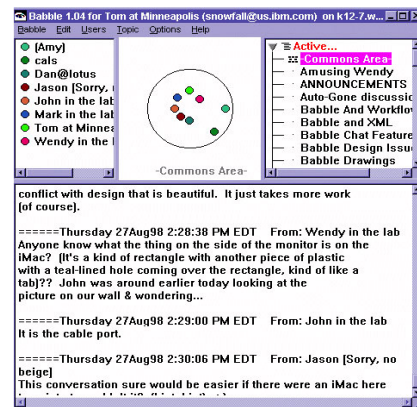 Babble 1.04 for Tom at Minneapolis (snowfall@us.ibm.com) on k12-7.w...
Babble Edit Users Topic Options Help
(Amy)
cals
Dan@lotus
Jason [Sorry,
John in the lab
Mark in the lab
Tom at Minnea
Wendy in the
-Commons Area-
Active...
-Commons Area-
Amusing Wendy
ANNOUNCEMENTS
Auto-Gone discussio
Babble And Workflo
Babble and XML
Babble Chat Feature
Babble Design Issu
Babble Drawings
conflict with design that is beautiful. It just takes more work
(of course).
======Thursday 27Aug98 2:28:38 PM EDT From: Wendy in the lab
Anyone know what the thing on the side of the monitor is on the
iMac? (It's a kind of rectangle with another piece of plastic
with a teal-lined hole coming over the rectangle, kind of like a
tab)?? John was around earlier today looking at the
picture on our wall & wondering...
======Thursday 27Aug98 2:29:00 PM EDT From: John in the lab
It is the cable port.
======Thursday 27Aug98 2:30:06 PM EDT From: Jason [Sorry, no
beige]
This conversation sure would be easier if there were an iMac here